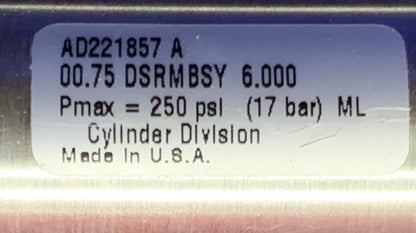 AD221857 A
00.75 DSRMBSY 6.000
Pmax = 250 psi (17 bar) ML
Cylinder Division
Made In U.S.A.